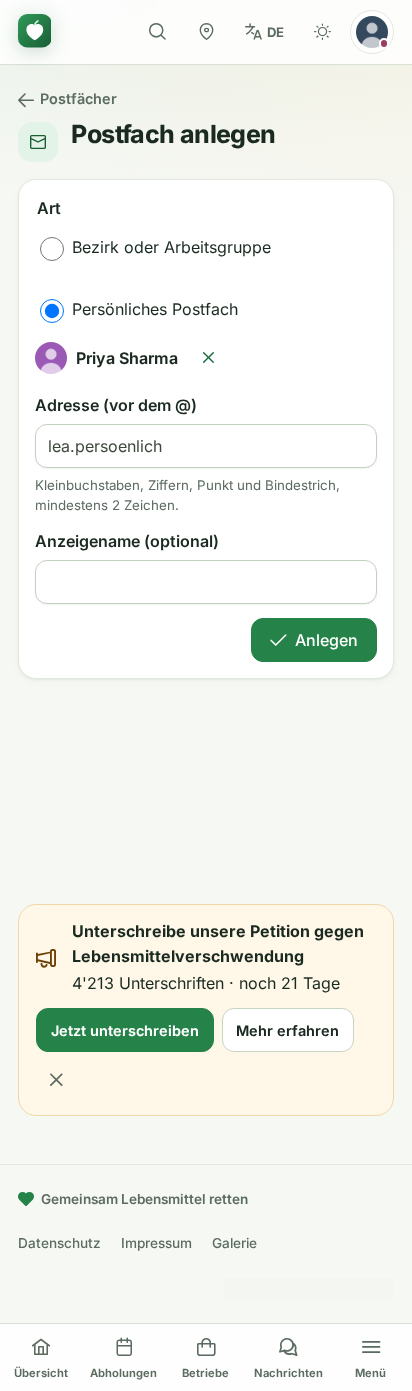 DE
Postfächer
Postfach anlegen
Art
Bezirk oder Arbeitsgruppe
Persönliches Postfach
Priya Sharma
Adresse (vor dem @)
lea.persoenlich
Kleinbuchstaben, Ziffern, Punkt und Bindestrich,
mindestens 2 Zeichen.
Anzeigename (optional)
Anlegen
Unterschreibe unsere Petition gegen
Lebensmittelverschwendung
4'213 Unterschriften · noch 21 Tage
Jetzt unterschreiben
Mehr erfahren
Gemeinsam Lebensmittel retten
Datenschutz Impressum Galerie
Übersicht Abholungen Betriebe Nachrichten Menü